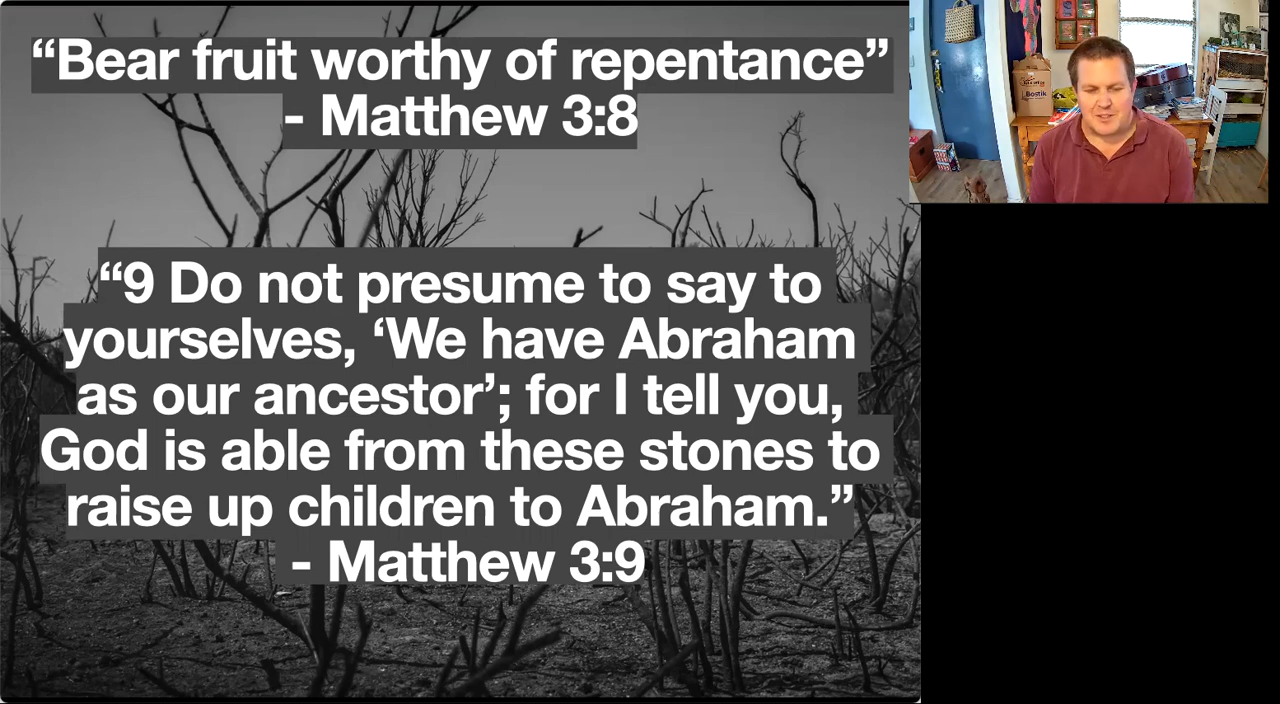 “Bear fruit worthy of repentance”
- Matthew 3:8
“9 Do not presume to say to
yourselves, ‘We have Abraham
as our ancestor’; for I tell you,
God is able from these stones to
raise up children to Abraham.”
- Matthew 3:9
Bostik